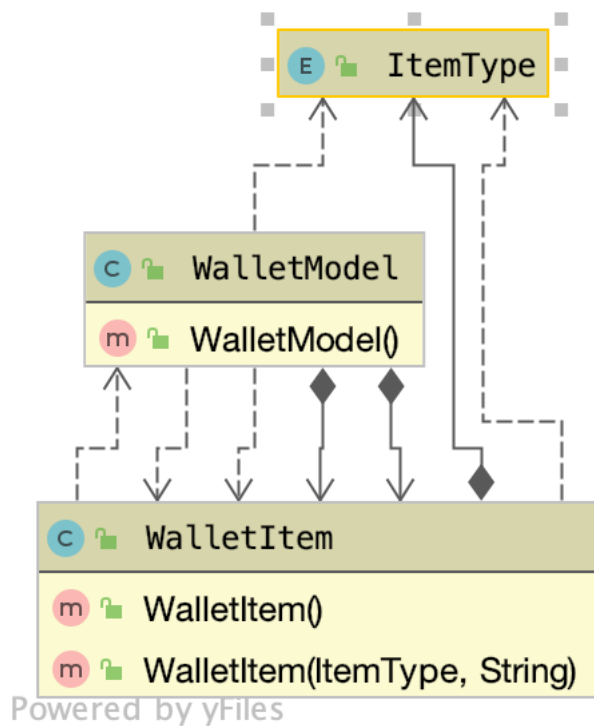 E ItemType
C WalletModel
m WalletModel()
C WalletItem
m WalletItem()
m WalletItem(ItemType, String)
Powered by yFiles